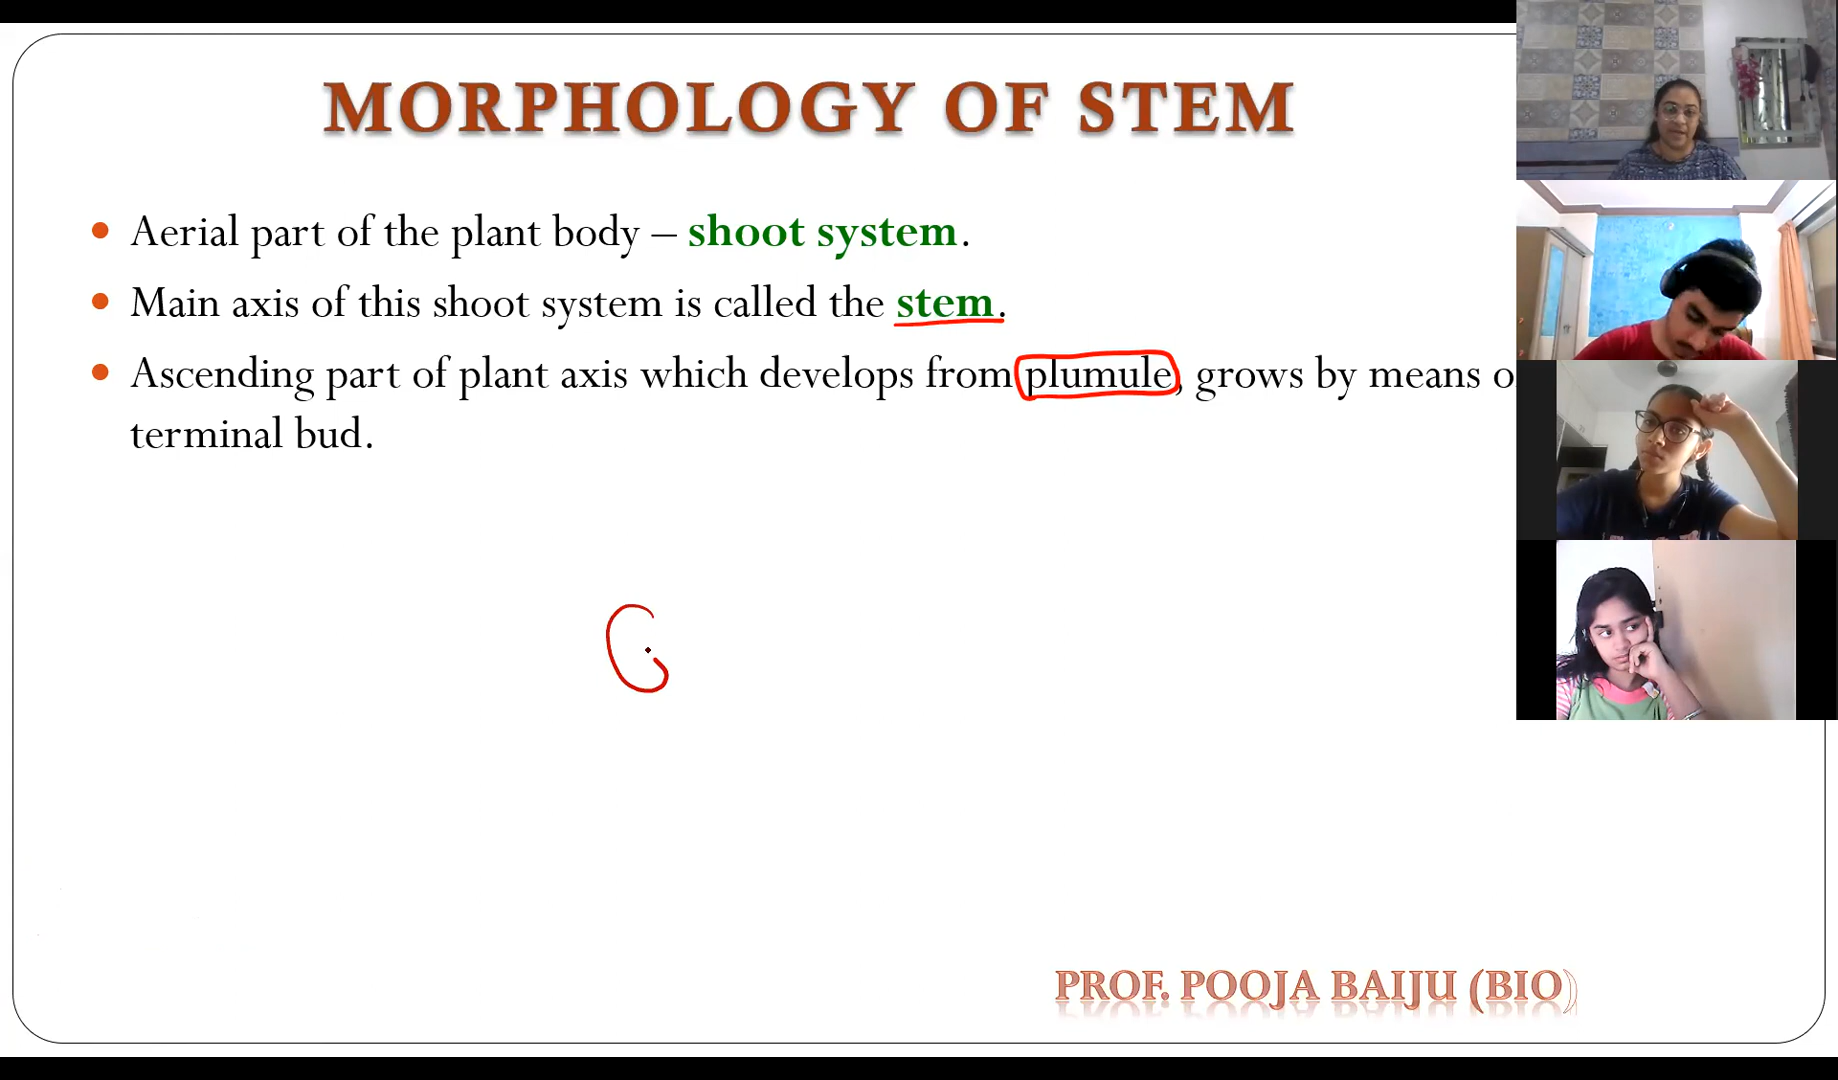 MORPHOLOGY OF STEM
Aerial part of the plant body – shoot system.
Main axis of this shoot system is called the stem.
Ascending part of plant axis which develops from plumule, grows by means o
terminal bud.
PROF. POOJA BAIJU (BIO)